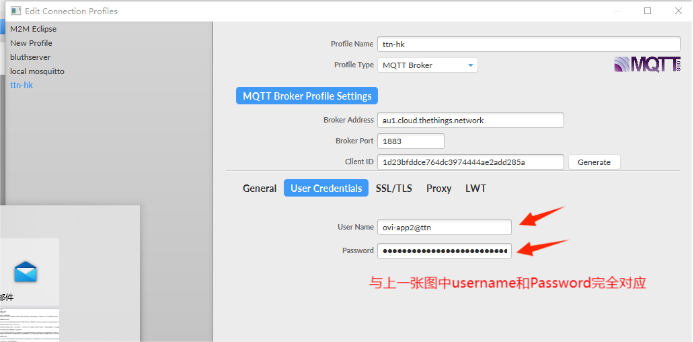 Edit Connection Profiles
M2M Eclipse
New Profile
bluthserver
local mosquitto
ttn-hk
Profile Name ttn-hk
Profile Type MQTT Broker
MQTT
MQTT Broker Profile Settings
Broker Address au1.cloud.thethings.network
Broker Port 1883
Client ID 1d23bfddce764dc3974444ae2add285a Generate
General User Credentials SSL/TLS Proxy LWT
User Name ovi-app2@ttn
Password
与上一张图中username和Password完全对应
邮件